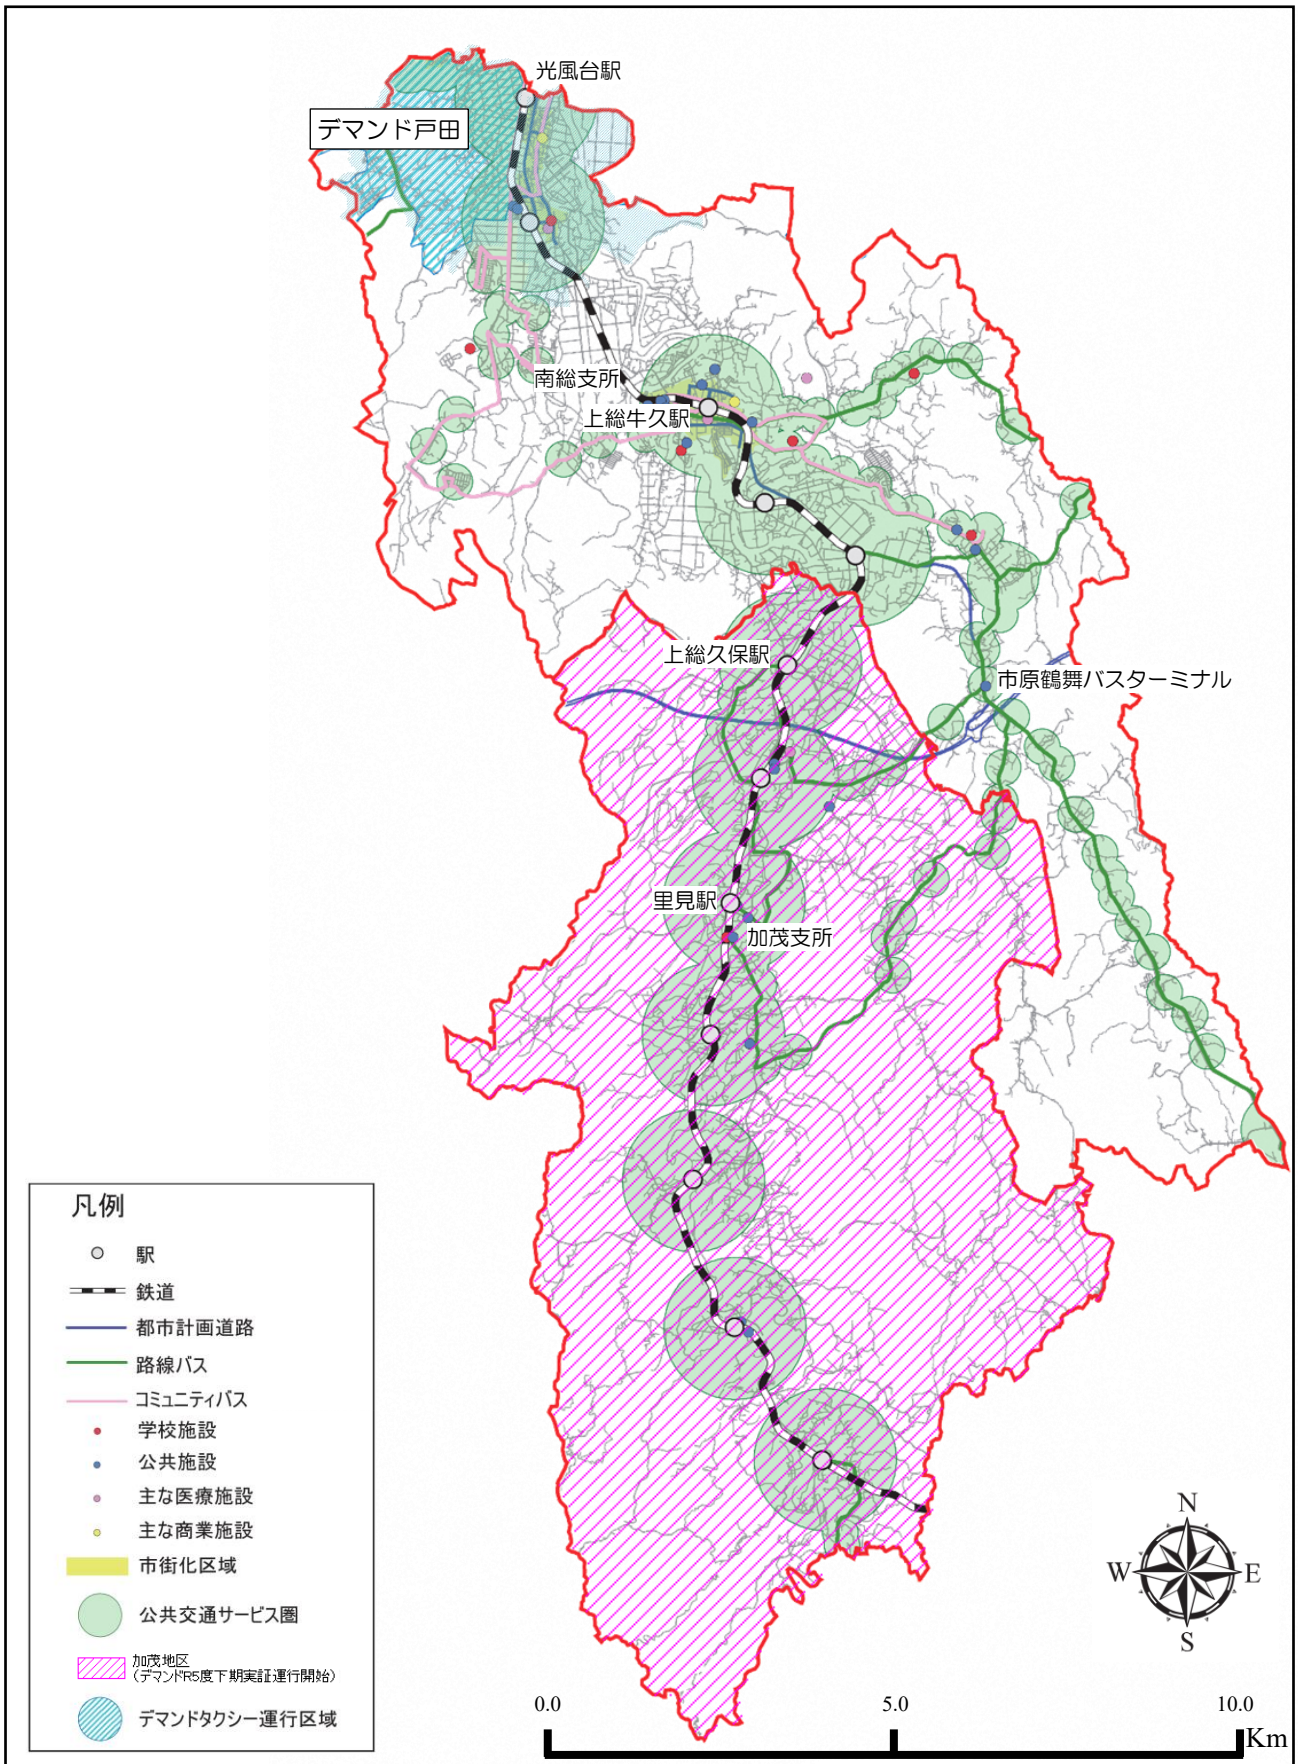 光風台駅
デマンド戸田
南総支所
上総牛久駅
上総久保駅
市原鶴舞バスターミナル
里見駅
加茂支所
凡例
駅
鉄道
都市計画道路
路線バス
コミュニティバス
学校施設
公共施設
主な医療施設
主な商業施設
市街化区域
公共交通サービス圏
加茂地区
(デマンドR5度下期実証運行開始)
デマンドタクシー運行区域
N
W
E
S
0.0
5.0
10.0
Km